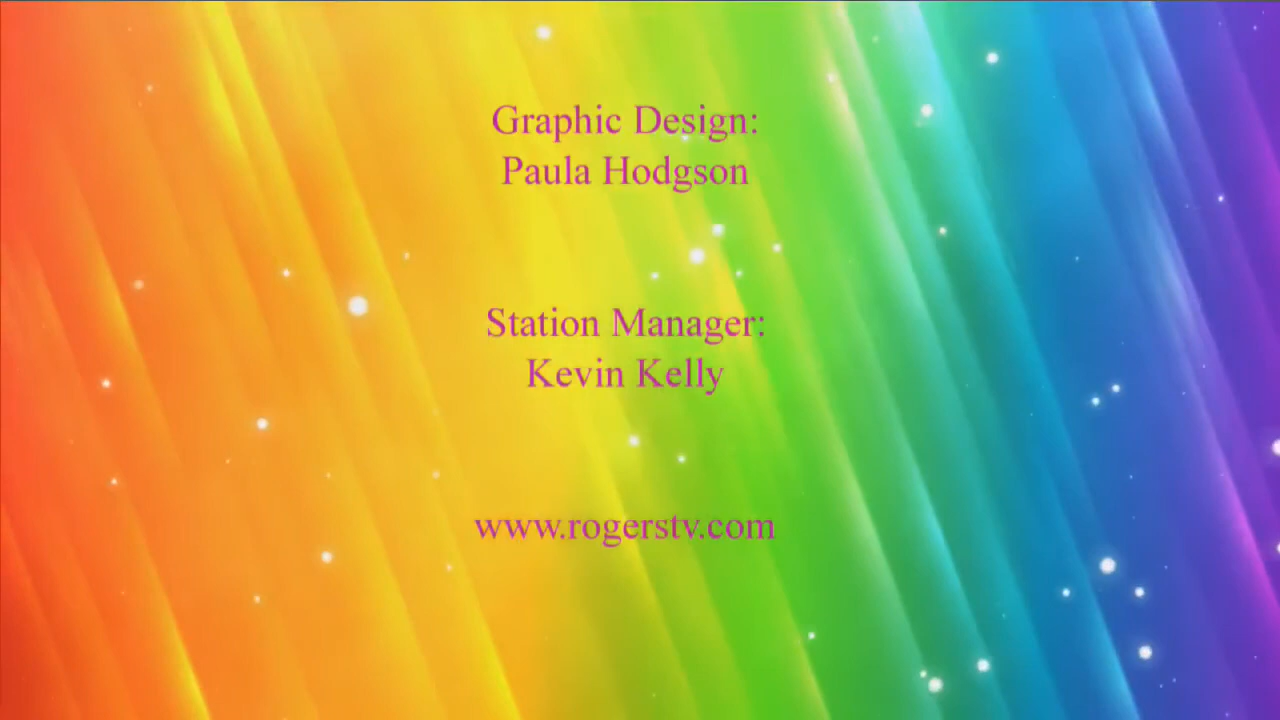 Graphic Design:
Paula Hodgson
Station Manager:
Kevin Kelly
www.rogerstv.com